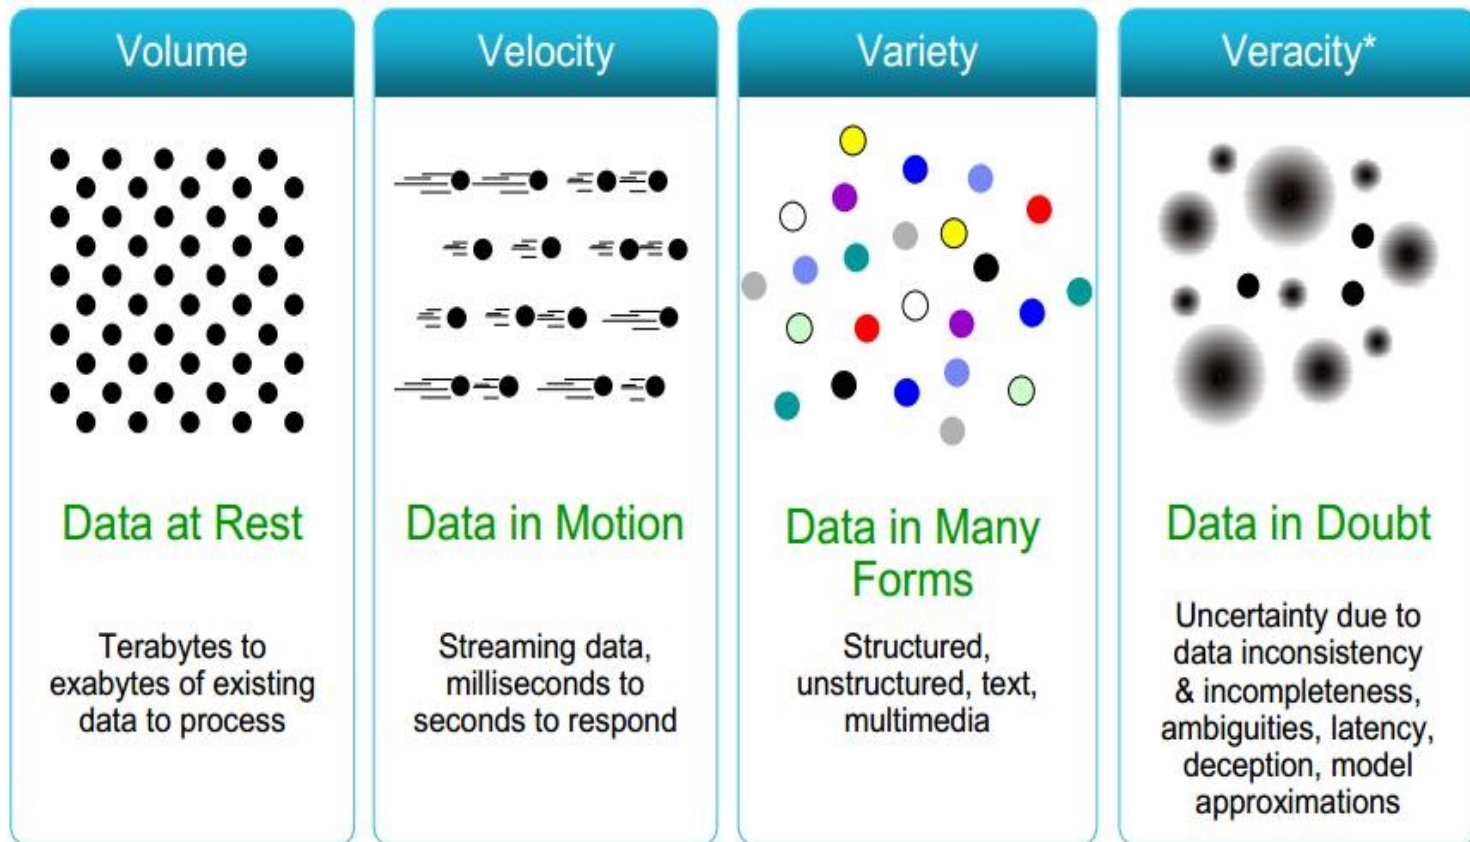 Volume
Data at Rest
Terabytes to
exabytes of existing
data to process
Velocity
Data in Motion
Streaming data,
milliseconds to
seconds to respond
Variety
Data in Many
Forms
Structured,
unstructured, text,
multimedia
Veracity*
Data in Doubt
Uncertainty due to
data inconsistency
& incompleteness,
ambiguities, latency,
deception, model
approximations